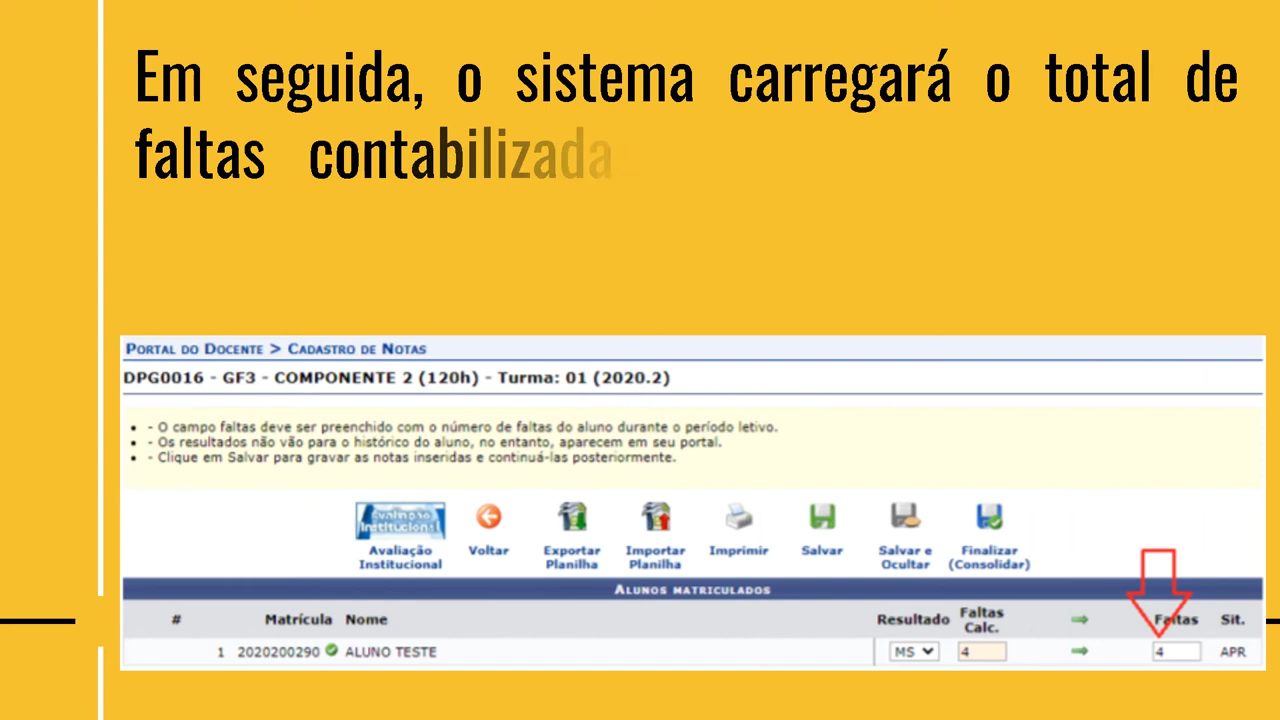 Em seguida, o sistema carregará o total de
faltas contabilizada
PORTAL DO DOCENTE > CADASTRO DE NOTAS
DPG0016 - GF3 - COMPONENTE 2 (120h) - Turma: 01 (2020.2)
- O campo faltas deve ser preenchido com o número de faltas do aluno durante o período letivo.
- Os resultados não vão para o histórico do aluno, no entanto, aparecem em seu portal.
- Clique em Salvar para gravar as notas inseridas e continuá-las posteriormente.
Avaliação
Institucional
Avaliação Voltar Exportar Importar Imprimir Salvar Salvar e Finalizar
Institucional Planilha Planilha Ocultar (Consolidar)
ALUNOS MATRICULADOS
# Matrícula Nome Resultado Faltas Calc. Faltas Sit.
1 2020200290 ALUNO TESTE MS 4 4 APR